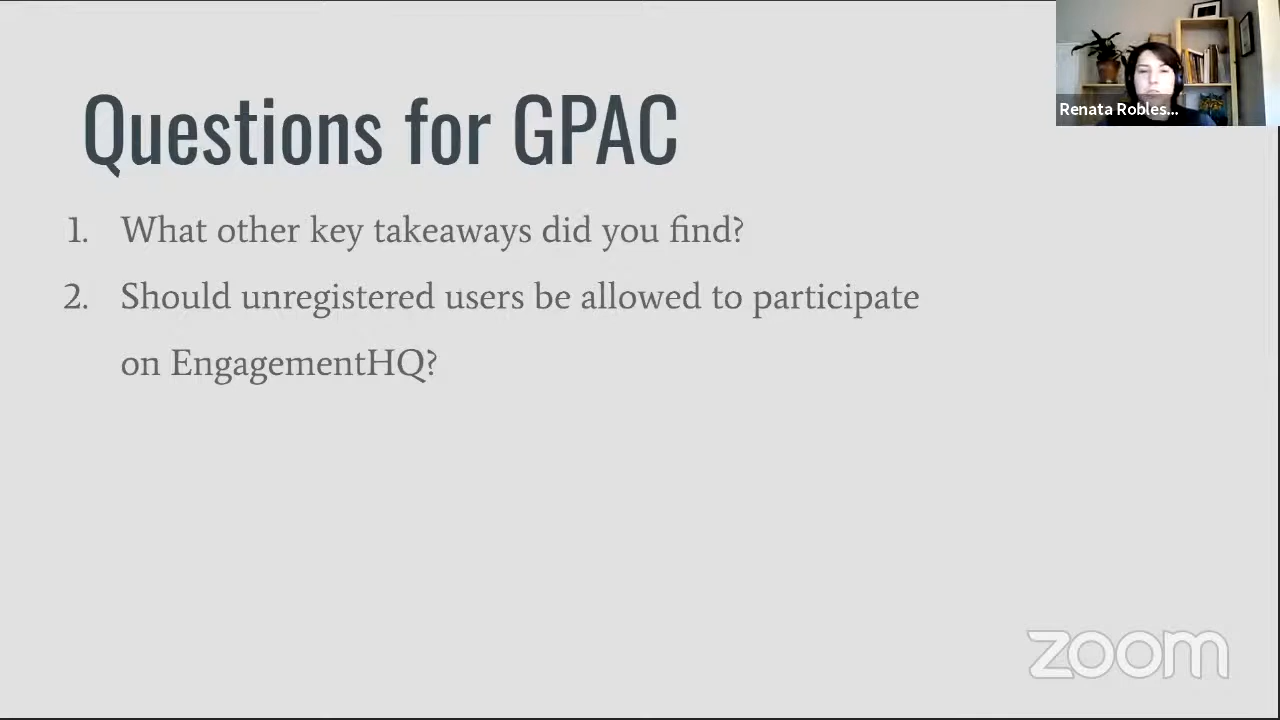 Renata Robles...
Questions for GPAC
1. What other key takeaways did you find?
2. Should unregistered users be allowed to participate
on EngagementHQ?
zoom